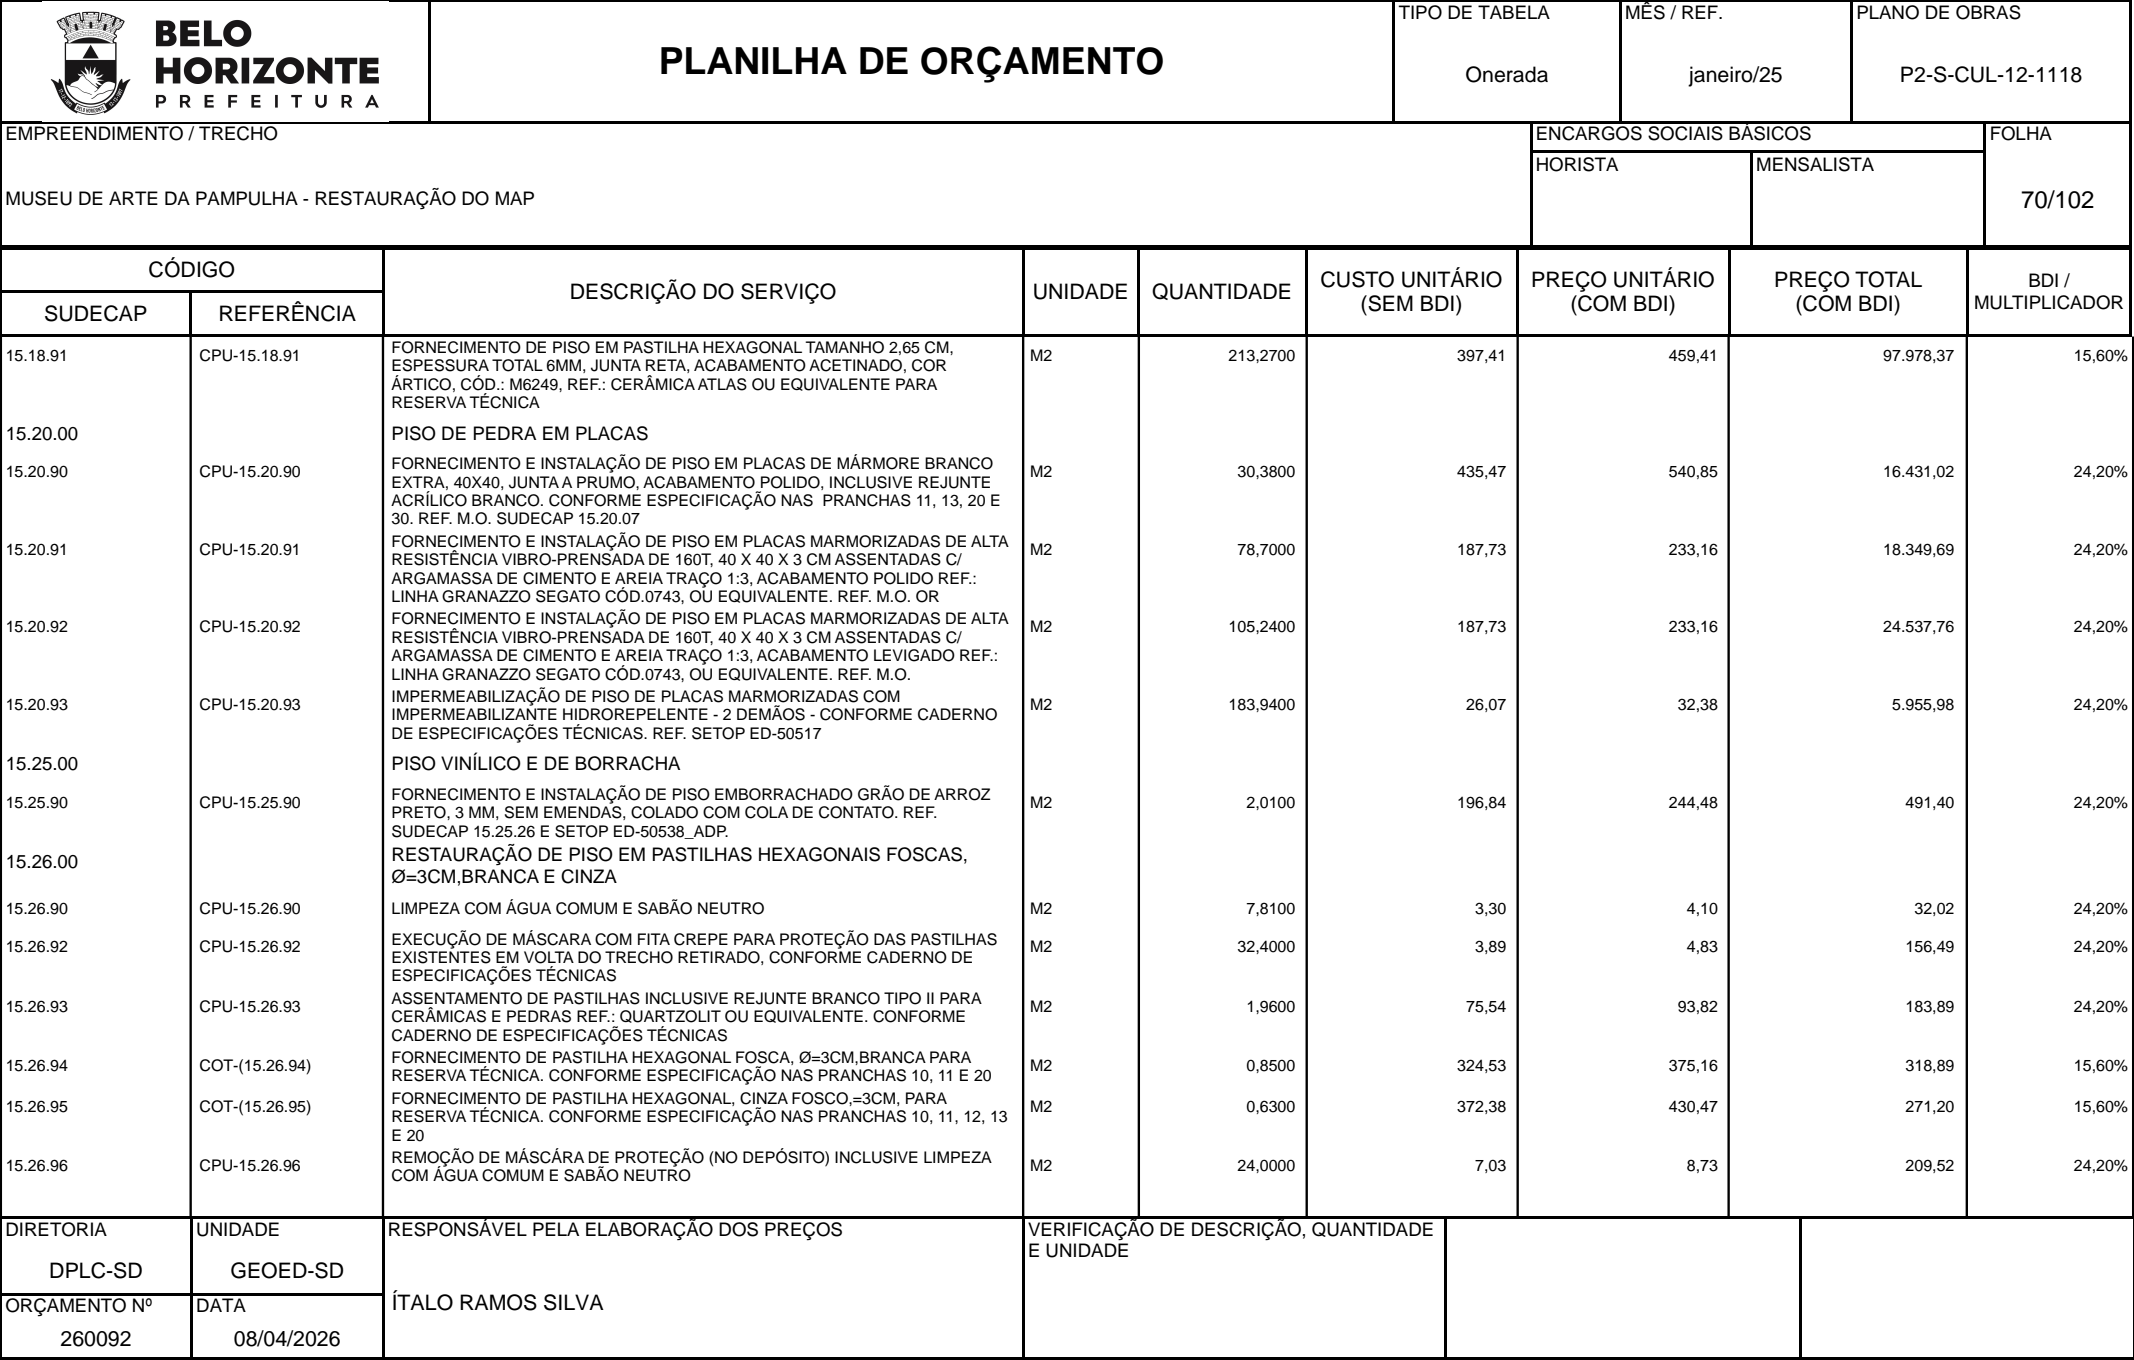 BELO
HORIZONTE
PREFEITURA
PLANILHA DE ORÇAMENTO
TIPO DE TABELA
Onerada
MÊS / REF.
janeiro/25
PLANO DE OBRAS
P2-S-CUL-12-1118
EMPREENDIMENTO / TRECHO
MUSEU DE ARTE DA PAMPULHA - RESTAURAÇÃO DO MAP
ENCARGOS SOCIAIS BÁSICOS
HORISTA
MENSALISTA
FOLHA
70/102
CÓDIGO
SUDECAP
REFERÊNCIA
DESCRIÇÃO DO SERVIÇO
UNIDADE
QUANTIDADE
CUSTO UNITÁRIO
(SEM BDI)
PREÇO UNITÁRIO
(COM BDI)
PREÇO TOTAL
(COM BDI)
BDI /
MULTIPLICADOR
15.18.91 CPU-15.18.91 FORNECIMENTO DE PISO EM PASTILHA HEXAGONAL TAMANHO 2,65 CM, M2 213,2700 397,41 459,41 97.978,37 15,60%
ESPESSURA TOTAL 6MM, JUNTA RETA, ACABAMENTO ACETINADO, COR
ÁRTICO, CÓD.: M6249, REF.: CERÂMICA ATLAS OU EQUIVALENTE PARA
RESERVA TÉCNICA
15.20.00 PISO DE PEDRA EM PLACAS
15.20.90 CPU-15.20.90 FORNECIMENTO E INSTALAÇÃO DE PISO EM PLACAS DE MÁRMORE BRANCO M2 30,3800 435,47 540,85 16.431,02 24,20%
EXTRA, 40X40, JUNTA A PRUMO, ACABAMENTO POLIDO, INCLUSIVE REJUNTE
ACRÍLICO BRANCO. CONFORME ESPECIFICAÇÃO NAS  PRANCHAS 11, 13, 20 E
30. REF. M.O. SUDECAP 15.20.07
15.20.91 CPU-15.20.91 FORNECIMENTO E INSTALAÇÃO DE PISO EM PLACAS MARMORIZADAS DE ALTA M2 78,7000 187,73 233,16 18.349,69 24,20%
RESISTÊNCIA VIBRO-PRENSADA DE 160T, 40 X 40 X 3 CM ASSENTADAS C/
ARGAMASSA DE CIMENTO E AREIA TRAÇO 1:3, ACABAMENTO POLIDO REF.:
LINHA GRANAZZO SEGATO CÓD.0743, OU EQUIVALENTE. REF. M.O. OR
15.20.92 CPU-15.20.92 FORNECIMENTO E INSTALAÇÃO DE PISO EM PLACAS MARMORIZADAS DE ALTA M2 105,2400 187,73 233,16 24.537,76 24,20%
RESISTÊNCIA VIBRO-PRENSADA DE 160T, 40 X 40 X 3 CM ASSENTADAS C/
ARGAMASSA DE CIMENTO E AREIA TRAÇO 1:3, ACABAMENTO LEVIGADO REF.:
LINHA GRANAZZO SEGATO CÓD.0743, OU EQUIVALENTE. REF. M.O.
15.20.93 CPU-15.20.93 IMPERMEABILIZAÇÃO DE PISO DE PLACAS MARMORIZADAS COM M2 183,9400 26,07 32,38 5.955,98 24,20%
IMPERMEABILIZANTE HIDROREPELENTE - 2 DEMÃOS - CONFORME CADERNO
DE ESPECIFICAÇÕES TÉCNICAS. REF. SETOP ED-50517
15.25.00 PISO VINÍLICO E DE BORRACHA
15.25.90 CPU-15.25.90 FORNECIMENTO E INSTALAÇÃO DE PISO EMBORRACHADO GRÃO DE ARROZ M2 2,0100 196,84 244,48 491,40 24,20%
PRETO, 3 MM, SEM EMENDAS, COLADO COM COLA DE CONTATO. REF.
SUDECAP 15.25.26 E SETOP ED-50538_ADP.
15.26.00 RESTAURAÇÃO DE PISO EM PASTILHAS HEXAGONAIS FOSCAS,
Ø=3CM,BRANCA E CINZA
15.26.90 CPU-15.26.90 LIMPEZA COM ÁGUA COMUM E SABÃO NEUTRO M2 7,8100 3,30 4,10 32,02 24,20%
15.26.92 CPU-15.26.92 EXECUÇÃO DE MÁSCARA COM FITA CREPE PARA PROTEÇÃO DAS PASTILHAS M2 32,4000 3,89 4,83 156,49 24,20%
EXISTENTES EM VOLTA DO TRECHO RETIRADO, CONFORME CADERNO DE
ESPECIFICAÇÕES TÉCNICAS
15.26.93 CPU-15.26.93 ASSENTAMENTO DE PASTILHAS INCLUSIVE REJUNTE BRANCO TIPO II PARA M2 1,9600 75,54 93,82 183,89 24,20%
CERÂMICAS E PEDRAS REF.: QUARTZOLIT OU EQUIVALENTE. CONFORME
CADERNO DE ESPECIFICAÇÕES TÉCNICAS
15.26.94 COT-(15.26.94) FORNECIMENTO DE PASTILHA HEXAGONAL FOSCA, Ø=3CM,BRANCA PARA M2 0,8500 324,53 375,16 318,89 15,60%
RESERVA TÉCNICA. CONFORME ESPECIFICAÇÃO NAS PRANCHAS 10, 11 E 20
15.26.95 COT-(15.26.95) FORNECIMENTO DE PASTILHA HEXAGONAL, CINZA FOSCO,=3CM, PARA M2 0,6300 372,38 430,47 271,20 15,60%
RESERVA TÉCNICA. CONFORME ESPECIFICAÇÃO NAS PRANCHAS 10, 11, 12, 13
E 20
15.26.96 CPU-15.26.96 REMOÇÃO DE MÁSCÁRA DE PROTEÇÃO (NO DEPÓSITO) INCLUSIVE LIMPEZA M2 24,0000 7,03 8,73 209,52 24,20%
COM ÁGUA COMUM E SABÃO NEUTRO
DIRETORIA
DPLC-SD
UNIDADE
GEOED-SD
RESPONSÁVEL PELA ELABORAÇÃO DOS PREÇOS
ÍTALO RAMOS SILVA
VERIFICAÇÃO DE DESCRIÇÃO, QUANTIDADE
E UNIDADE
ORÇAMENTO Nº
260092
DATA
08/04/2026